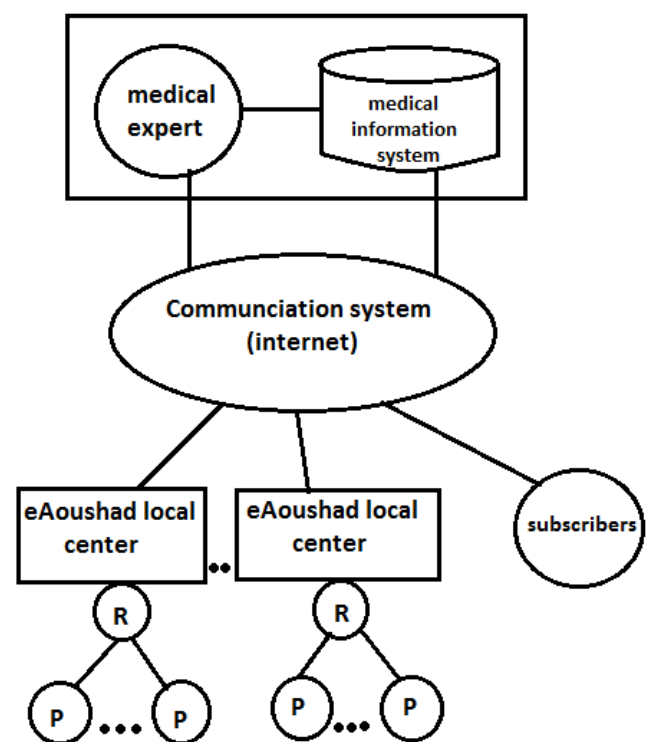 medical
expert
medical
information
system
Communciation system
(internet)
eAoushad local
center
eAoushad local
center
subscribers
R
R
P
P
P
P